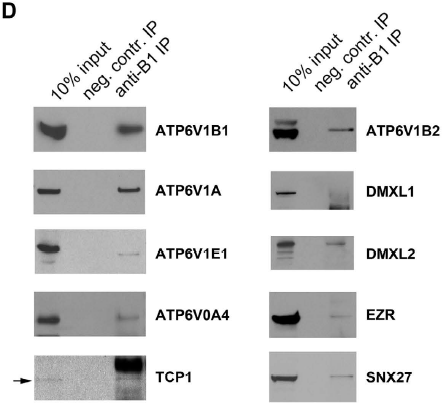 D
10% input
neg. contr. IP
anti-B1 IP
ATP6V1B1
ATP6V1A
ATP6V1E1
ATP6V0A4
TCP1
10% input
neg. contr. IP
anti-B1 IP
ATP6V1B2
DMXL1
DMXL2
EZR
SNX27